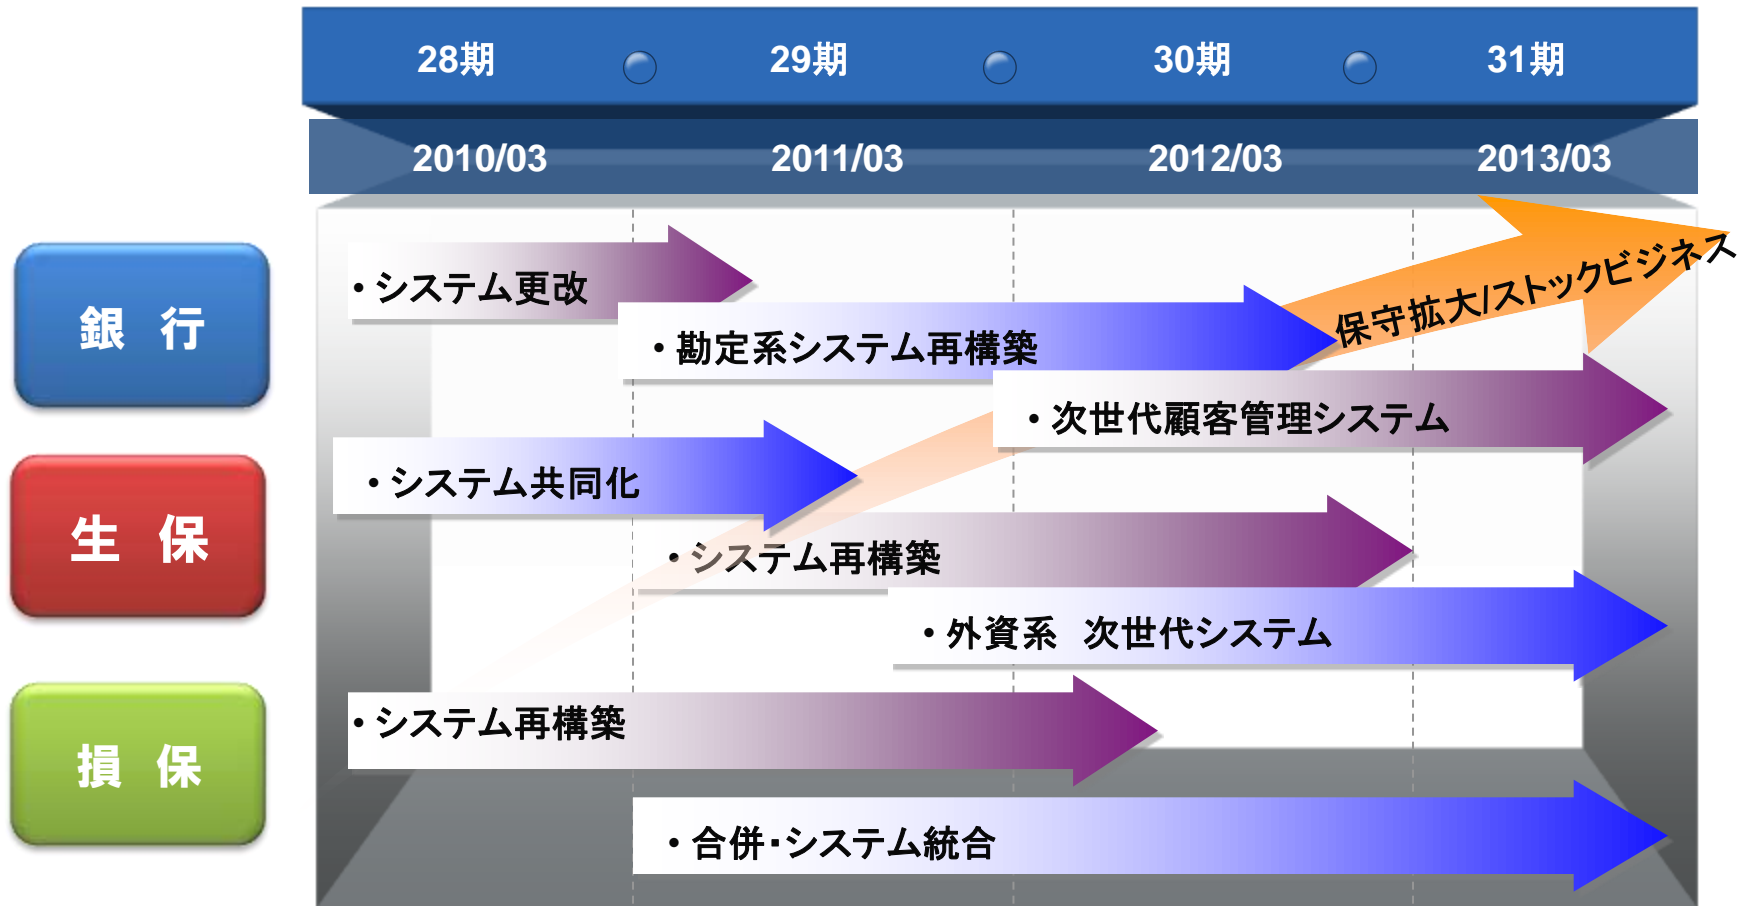 28期 29期 30期 31期
2010/03 2011/03 2012/03 2013/03
銀 行
・システム更改
・勘定系システム再構築
保守拡大/ストックビジネス
・次世代顧客管理システム
生 保
・システム共同化
・システム再構築
・外資系 次世代システム
損 保
・システム再構築
・合併・システム統合